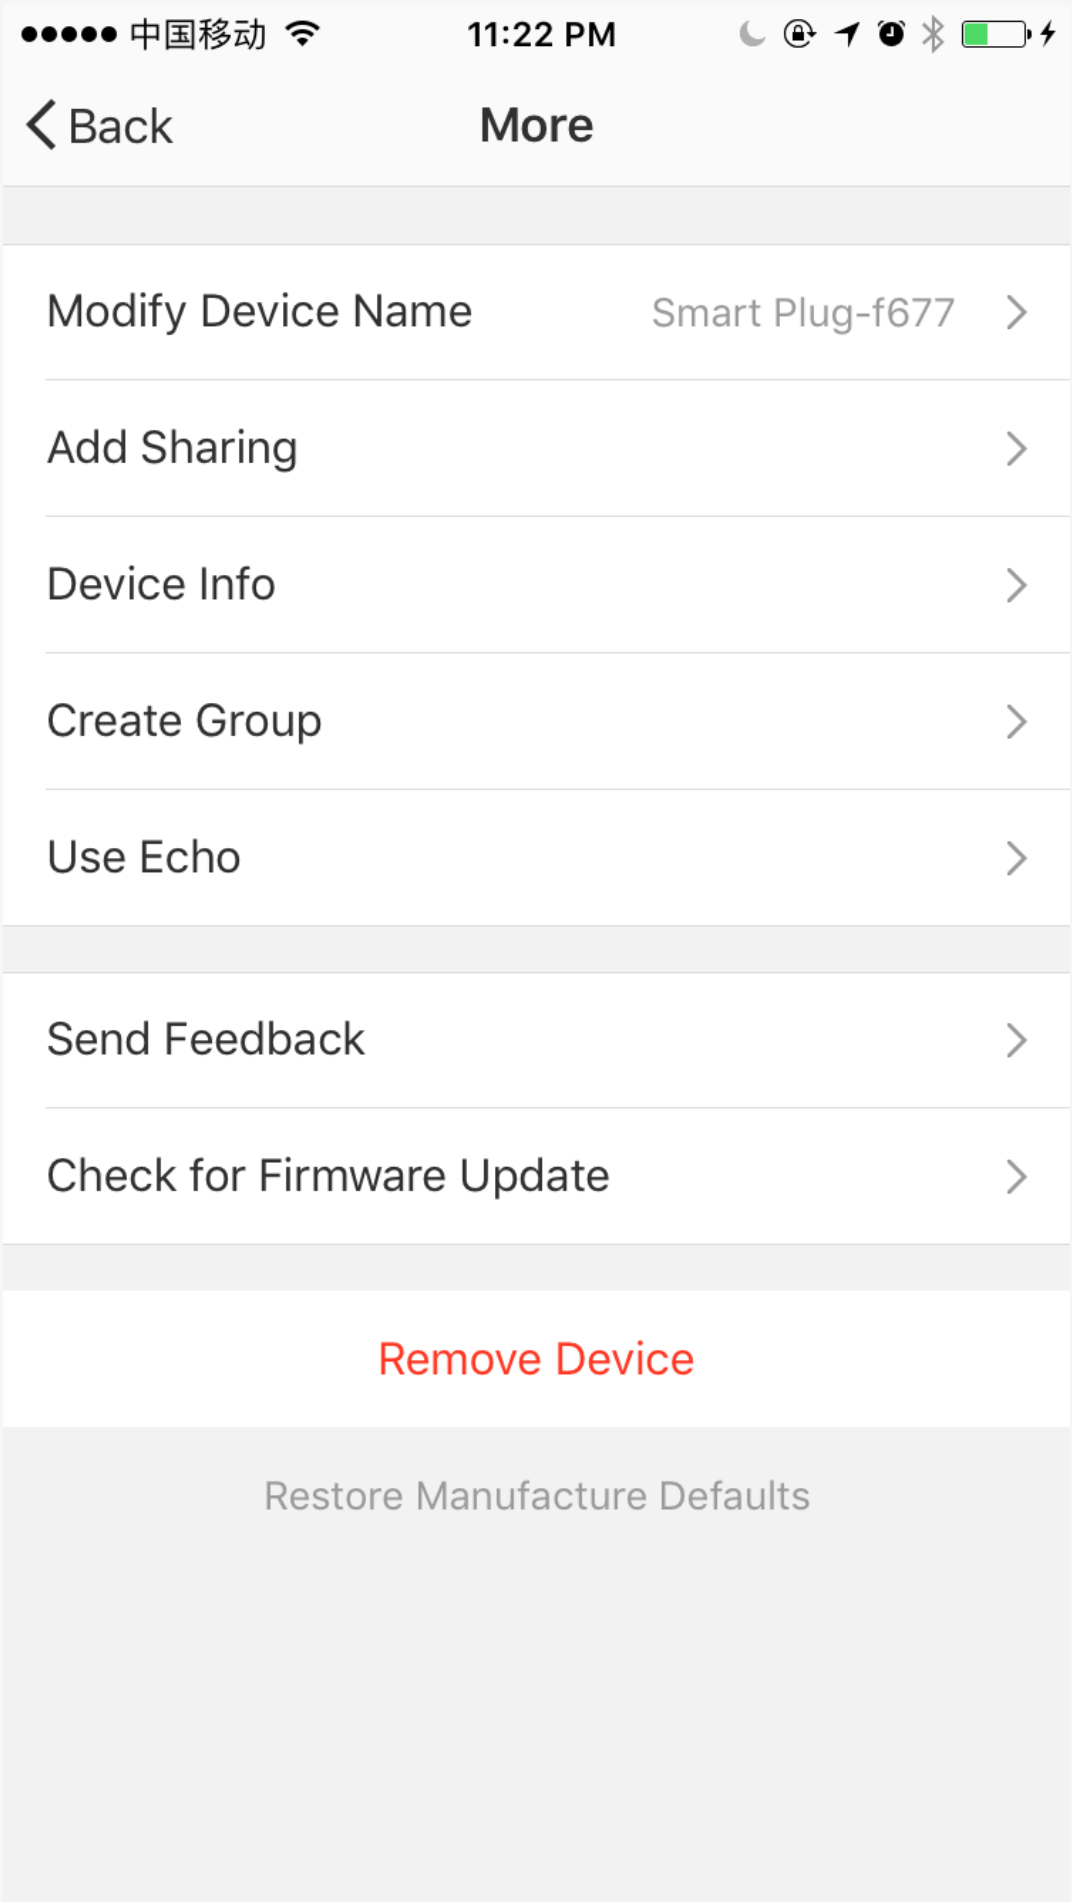 中国移动 11:22 PM
Back More
Modify Device Name Smart Plug-f677
Add Sharing
Device Info
Create Group
Use Echo
Send Feedback
Check for Firmware Update
Remove Device
Restore Manufacture Defaults